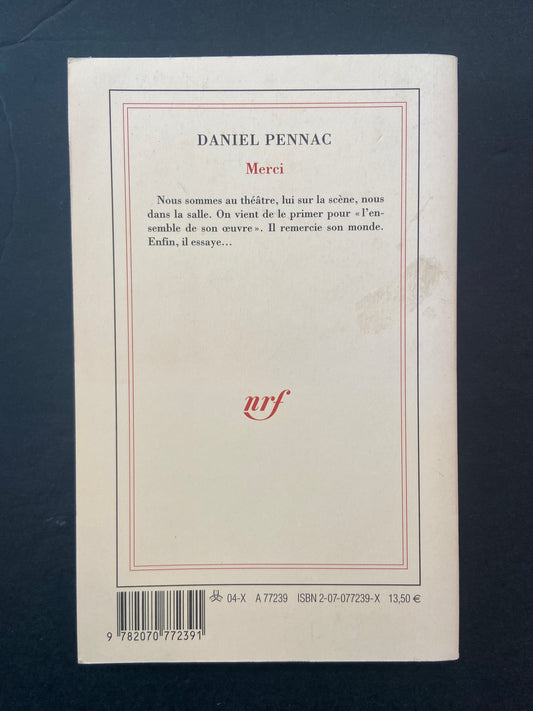 DANIEL PENNAC
Merci
Nous sommes au théâtre, lui sur la scène, nous
dans la salle. On vient de le primer pour « l'en-
semble de son œuvre ». Il remercie son monde.
Enfin, il essaye…
nrf
04-X A 77239 ISBN 2-07-077239-X 13,50 €
9 782070 772391